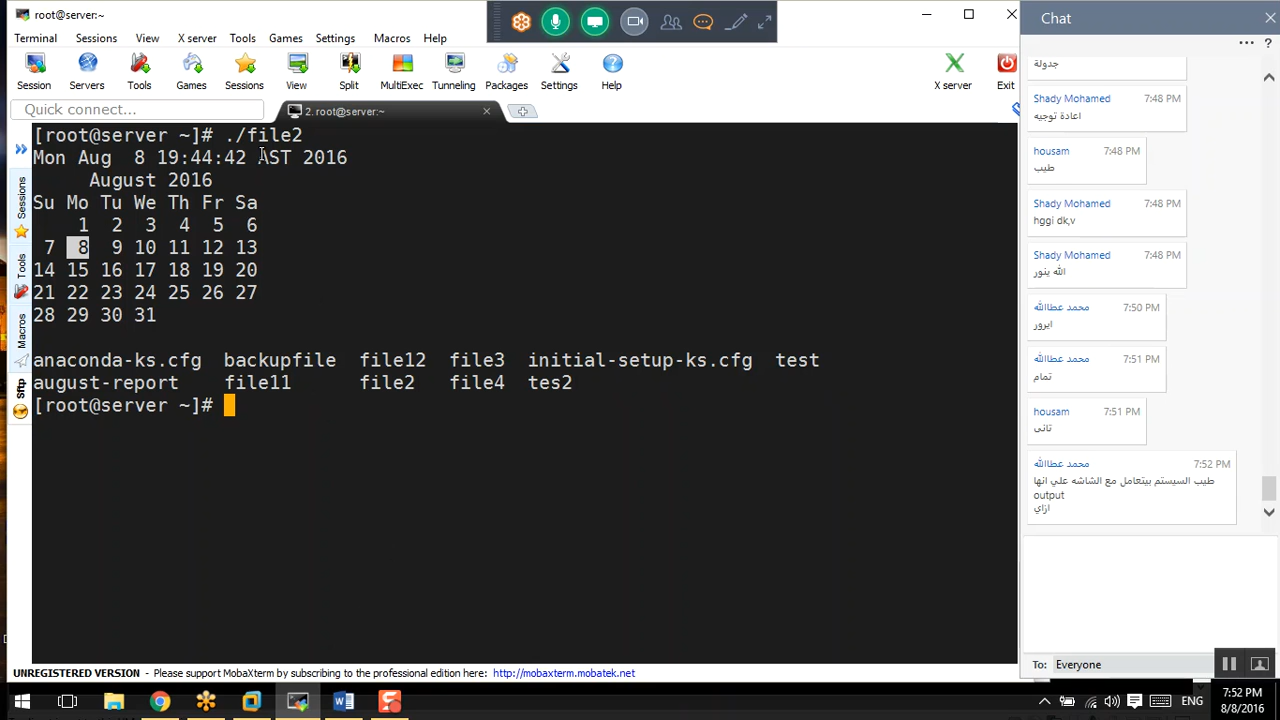 root@server:~
Terminal Sessions View X server Tools Games Settings Macros Help
Session Servers Tools Games Sessions View Split MultiExec Tunneling Packages Settings Help X server Exit
Quick connect...
2. root@server:~
[root@server ~]# ./file2
Mon Aug  8 19:44:42 AST 2016
August 2016
Su Mo Tu We Th Fr Sa
1 2 3 4 5 6
7 8 9 10 11 12 13
14 15 16 17 18 19 20
21 22 23 24 25 26 27
28 29 30 31
anaconda-ks.cfg backupfile file12 file3 initial-setup-ks.cfg test
august-report file11 file2 file4 tes2
[root@server ~]#
Sessions
Tools
Macros
Sftp
UNREGISTERED VERSION - Please support MobaXterm by subscribing to the professional edition here: http://mobaxterm.mobatek.net
Chat
جدولة
Shady Mohamed 7:48 PM
اعادة توجيه
housam 7:48 PM
طيب
Shady Mohamed 7:48 PM
hggi dk,v
Shady Mohamed 7:48 PM
الله ينور
محمد عطاالله 7:50 PM
ايرور
محمد عطاالله 7:51 PM
تمام
housam 7:51 PM
تانى
محمد عطاالله 7:52 PM
طيب السيستم بيتعامل مع الشاشه علي انها
output
ازاي
To: Everyone
ENG
7:52 PM
8/8/2016